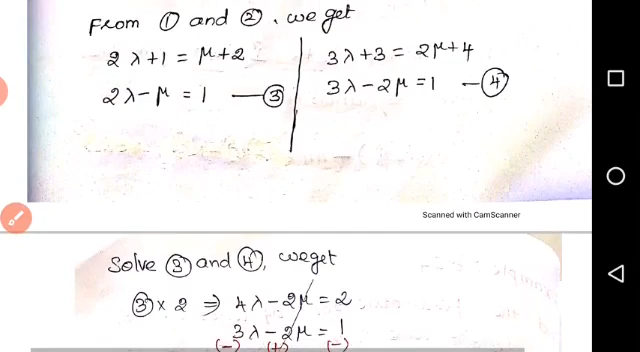 From ① and ②, we get
2λ+1 = μ+2
2λ-μ = 1 — ③
3λ+3 = 2μ+4
3λ-2μ = 1 — ④
Scanned with CamScanner
Solve ③ and ④, we get
③ × 2 ⇒ 4λ-2μ = 2
3λ-2μ = 1
(-) (+) (-)